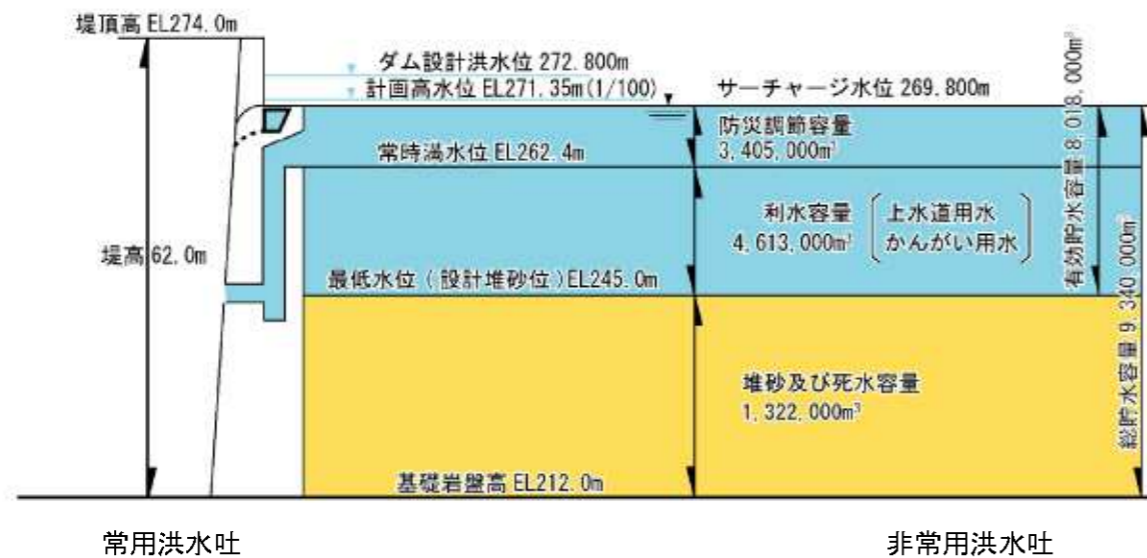 堤頂高 EL274.0m
ダム設計洪水位 272.800m
計画高水位 EL271.35m(1/100)
サーチャージ水位 269.800m
防災調節容量
3,405,000m³
常時満水位 EL262.4m
利水容量
4,613,000m³
上水道用水
かんがい用水
有効貯水容量 8,018,000m³
総貯水容量 9,340,000m³
堤高 62.0m
最低水位(設計堆砂位)EL245.0m
堆砂及び死水容量
1,322,000m³
基礎岩盤高 EL212.0m
常用洪水吐
非常用洪水吐